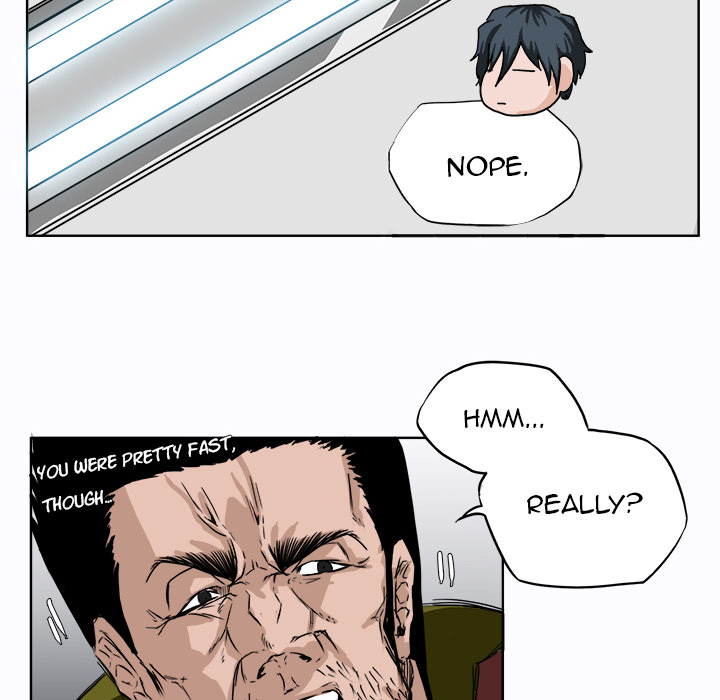 NOPE.
HMM...
REALLY?
YOU WERE PRETTY FAST,
THOUGH...